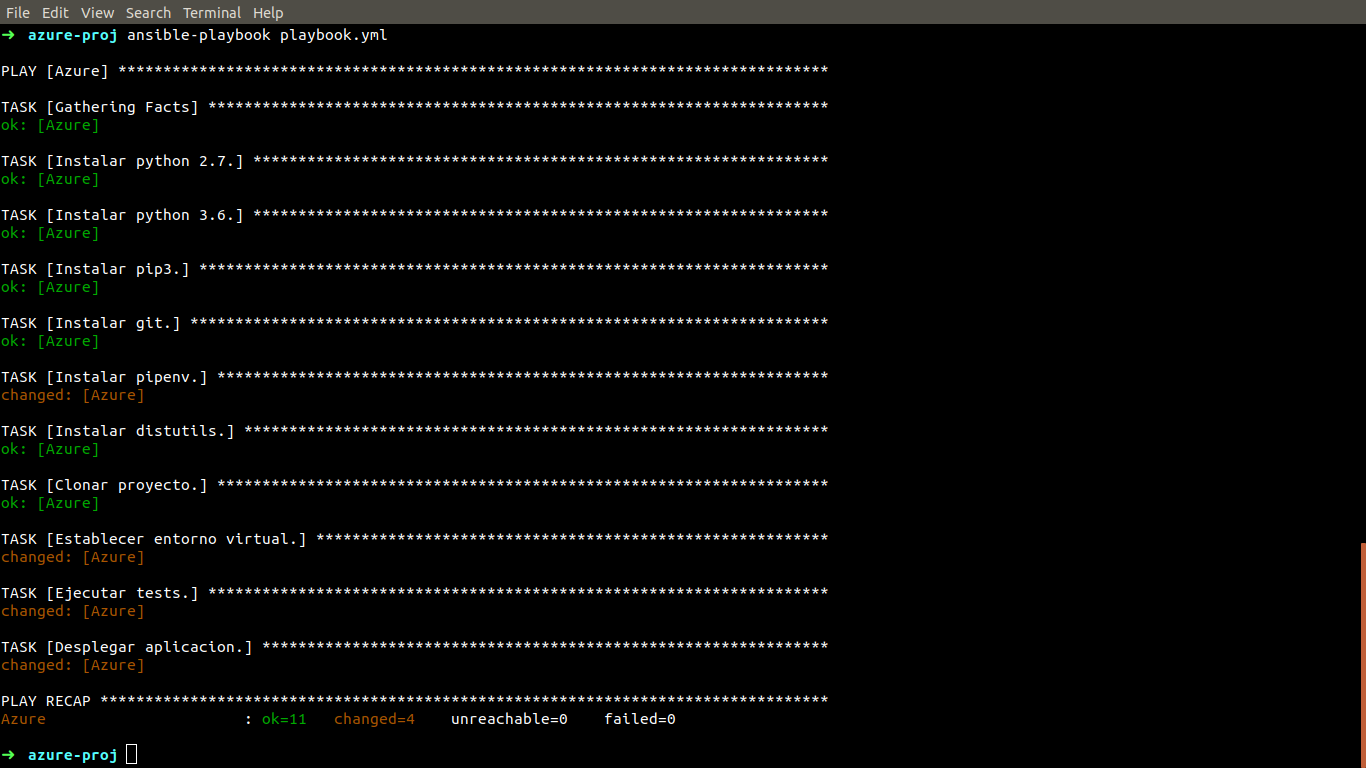 File Edit View Search Terminal Help
➜ azure-proj ansible-playbook playbook.yml
PLAY [Azure] *******************************************************************************
TASK [Gathering Facts] *********************************************************************
ok: [Azure]
TASK [Instalar python 2.7.] ****************************************************************
ok: [Azure]
TASK [Instalar python 3.6.] ****************************************************************
ok: [Azure]
TASK [Instalar pip3.] **********************************************************************
ok: [Azure]
TASK [Instalar git.] ***********************************************************************
ok: [Azure]
TASK [Instalar pipenv.] ********************************************************************
changed: [Azure]
TASK [Instalar distutils.] *****************************************************************
ok: [Azure]
TASK [Clonar proyecto.] ********************************************************************
ok: [Azure]
TASK [Establecer entorno virtual.] *********************************************************
changed: [Azure]
TASK [Ejecutar tests.] *********************************************************************
changed: [Azure]
TASK [Desplegar aplicacion.] ***************************************************************
changed: [Azure]
PLAY RECAP *********************************************************************************
Azure : ok=11 changed=4 unreachable=0 failed=0
➜ azure-proj